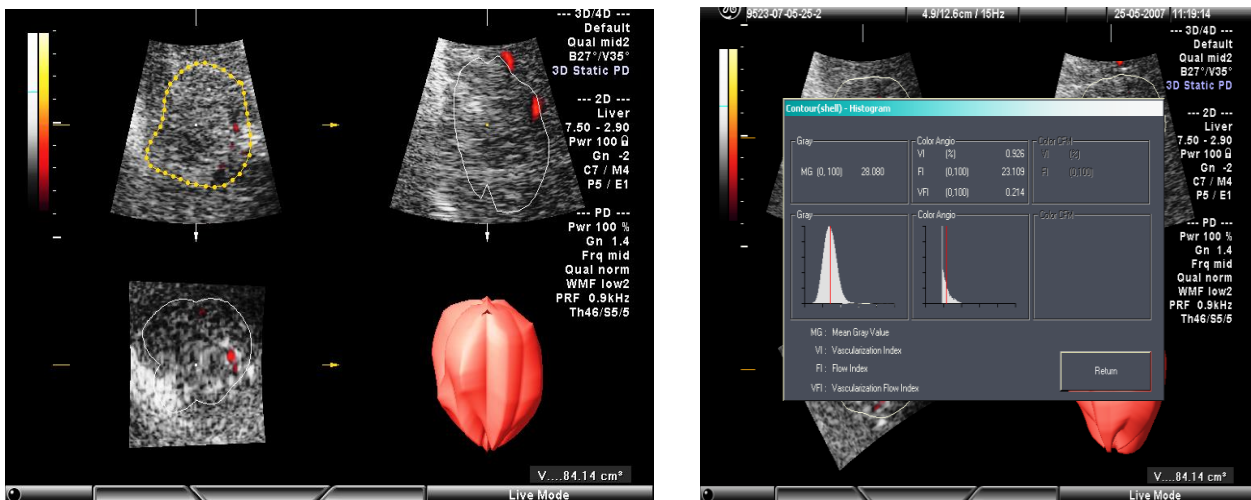 --- 3D/4D ---
Default
Qual mid2
B27°/V35°
3D Static PD
--- 2D ---
Liver
7.50 - 2.90
Pwr 100
Gn -2
C7 / M4
P5 / E1
--- PD ---
Pwr 100 %
Gn 1.4
Frq mid
Qual norm
WMF low2
PRF 0.9kHz
Th46/S5/5
V....84.14 cm³
Live Mode
9523-07-05-25-2 4.9/12.6cm / 15Hz 25-05-2007 11:19:14
--- 3D/4D ---
Default
Qual mid2
B27°/V35°
3D Static PD
--- 2D ---
Liver
7.50 - 2.90
Pwr 100
Gn -2
C7 / M4
P5 / E1
--- PD ---
Pwr 100 %
Gn 1.4
Frq mid
Qual norm
WMF low2
PRF 0.9kHz
Th46/S5/5
Contour(shell) - Histogram
Gray
MG (0, 100) 28.080
Color Angio
VI (%) 0.926
FI (0,100) 23.109
VFI (0,100) 0.214
Color CFM
VI (%)
FI (0,100)
Gray
Color Angio
Color CFM
MG : Mean Gray Value
VI : Vascularization Index
FI : Flow Index
VFI : Vascularization Flow Index
Return
V....84.14 cm³
Live Mode